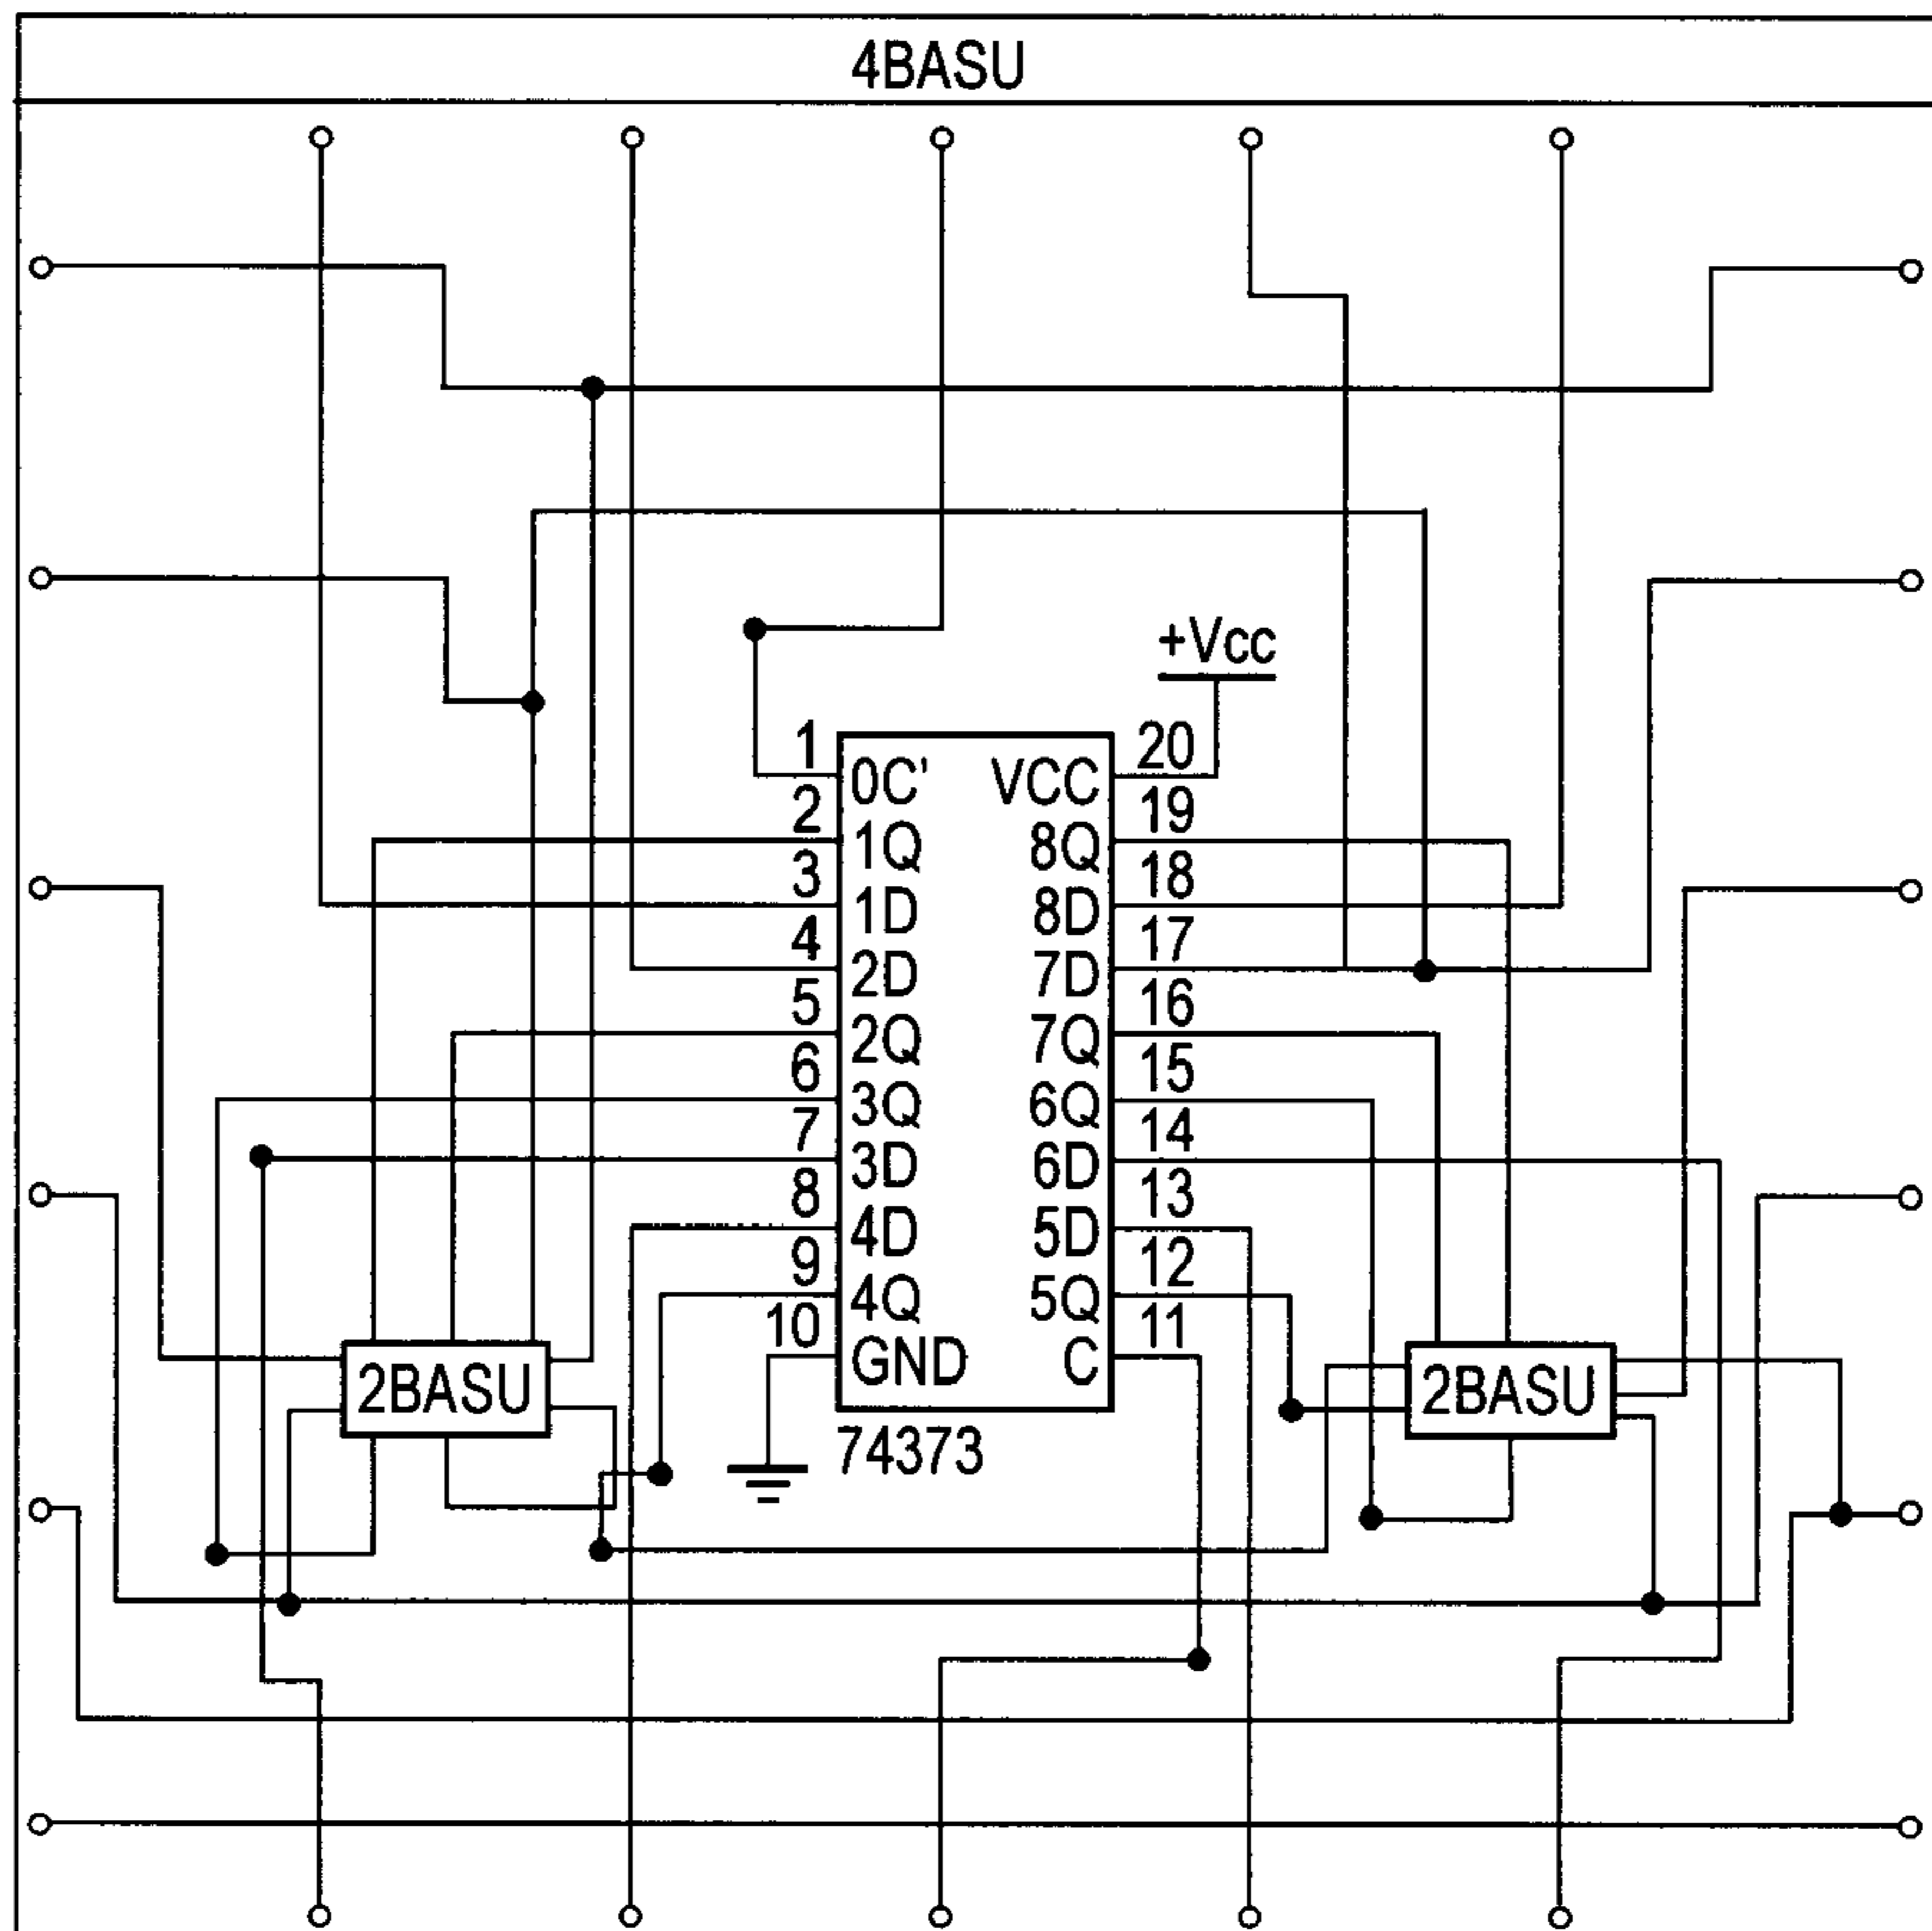 4BASU
+Vcc
1 0C' VCC 20
2 1Q 8Q 19
3 1D 8D 18
4 2D 7D 17
5 2Q 7Q 16
6 3Q 6Q 15
7 3D 6D 14
8 4D 5D 13
9 4Q 5Q 12
10 GND C 11
2BASU
2BASU
74373